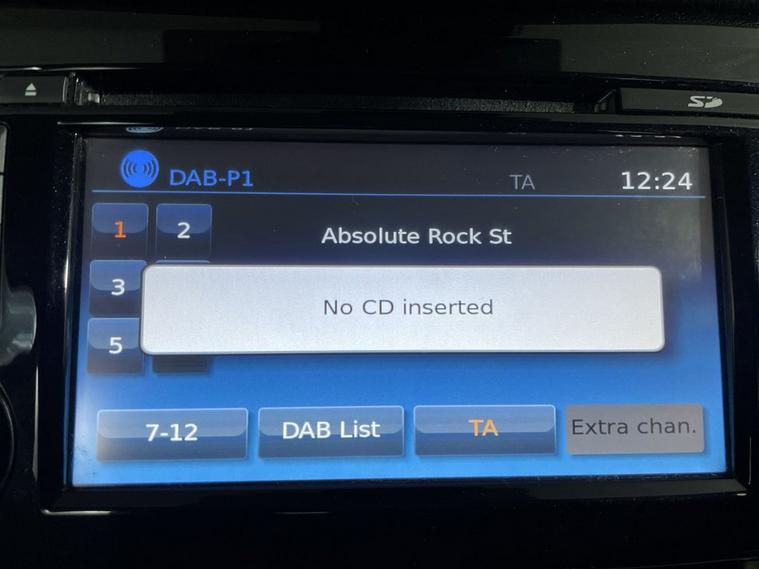 SD
DAB-P1 TA 12:24
1 2 Absolute Rock St
3
No CD inserted
5
7-12 DAB List TA Extra chan.